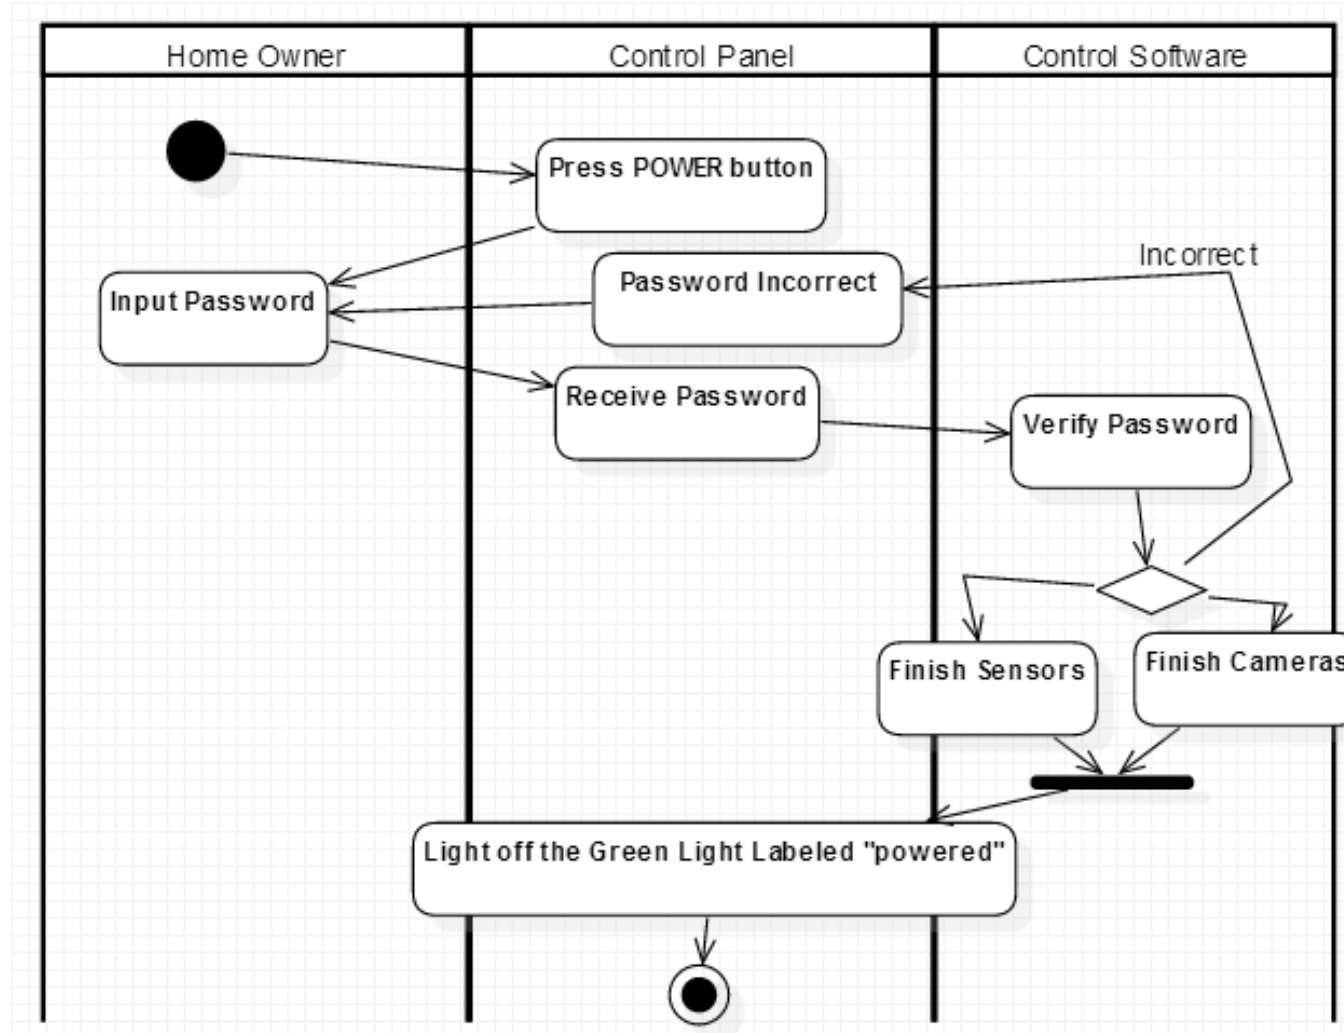 Home Owner
Control Panel
Control Software
Press POWER button
Incorrect
Password Incorrect
Input Password
Receive Password
Verify Password
Finish Sensors
Finish Cameras
Light off the Green Light Labeled "powered"